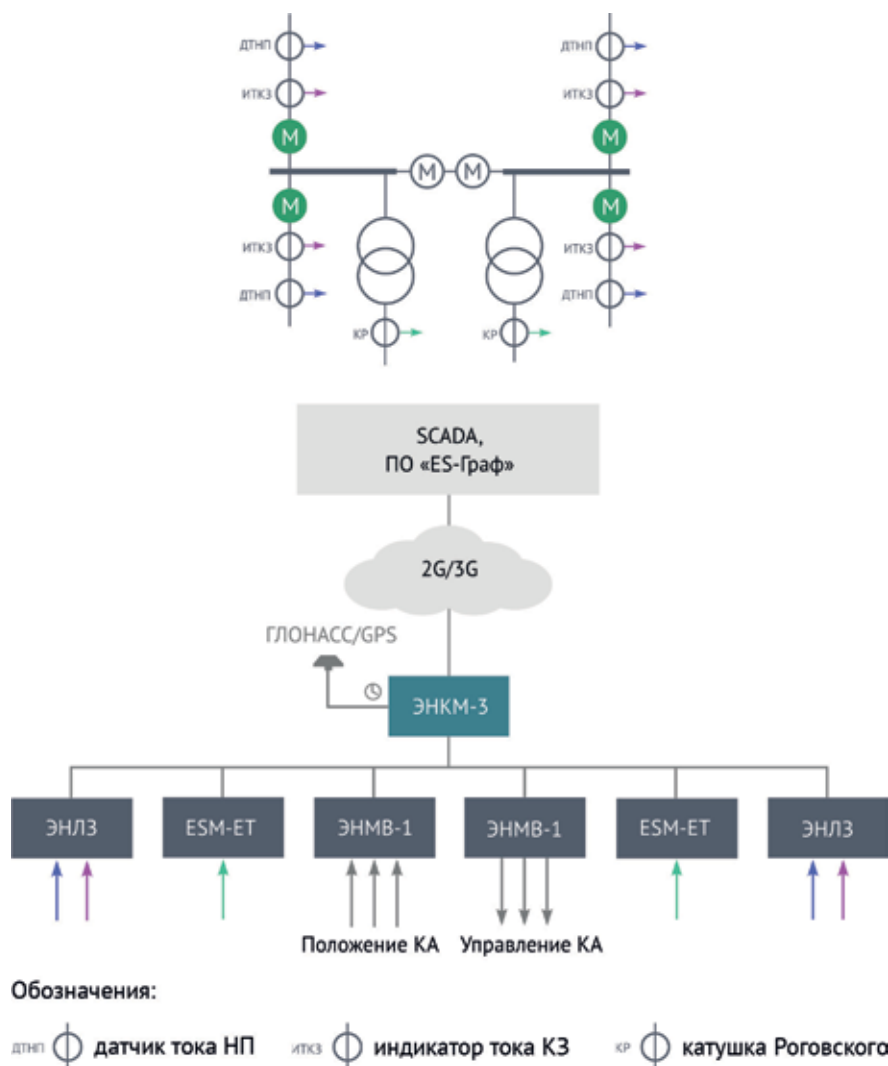 ДТНП
ДТНП
ИТКЗ
ИТКЗ
М
М
М М
М
М
ИТКЗ
ИТКЗ
ДТНП
ДТНП
КР
КР
SCADA,
ПО «ES-Граф»
2G/3G
ГЛОНАСС/GPS
ЭНКМ-3
ЭНЛЗ
ESM-ET
ЭНМВ-1
ЭНМВ-1
ESM-ET
ЭНЛЗ
Положение КА
Управление КА
Обозначения:
ДТНП датчик тока НП
ИТКЗ индикатор тока КЗ
КР катушка Роговского